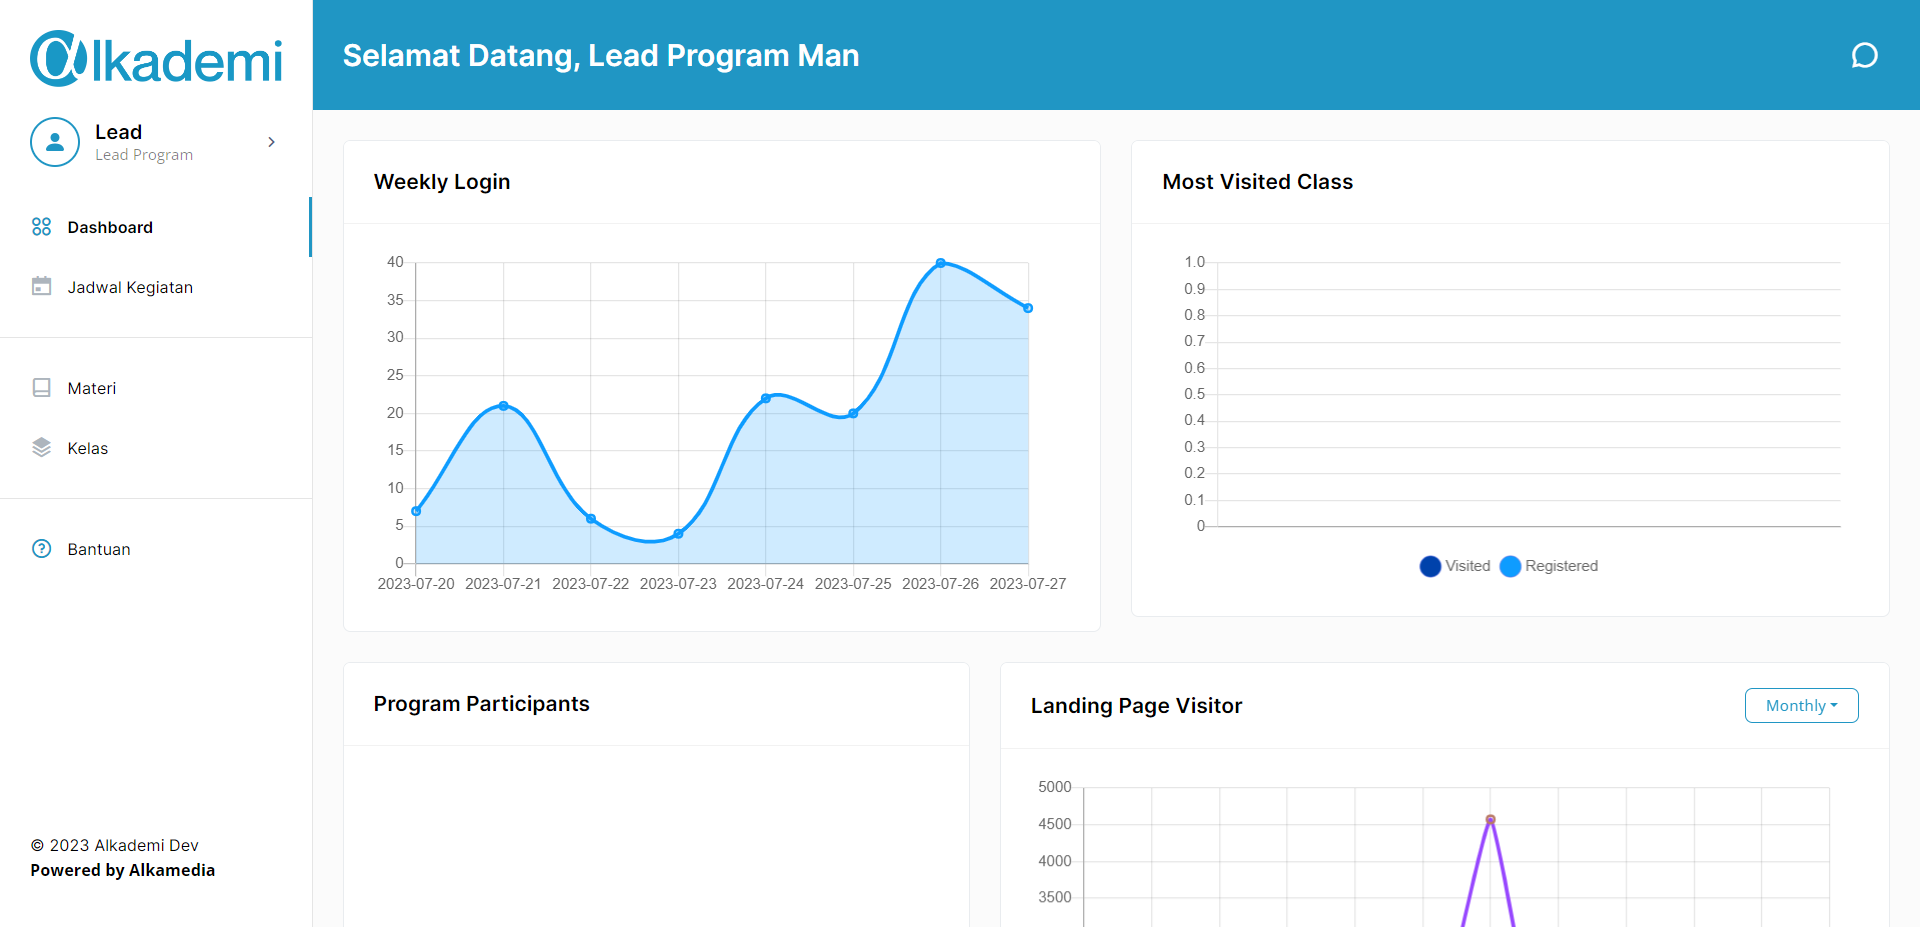 αlkademi
Lead
Lead Program
Dashboard
Jadwal Kegiatan
Materi
Kelas
Bantuan
© 2023 Alkademi Dev
Powered by Alkamedia
Selamat Datang, Lead Program Man
Weekly Login
40
35
30
25
20
15
10
5
0
2023-07-20 2023-07-21 2023-07-22 2023-07-23 2023-07-24 2023-07-25 2023-07-26 2023-07-27
Most Visited Class
1.0
0.9
0.8
0.7
0.6
0.5
0.4
0.3
0.2
0.1
0
Visited Registered
Program Participants
Landing Page Visitor
Monthly
5000
4500
4000
3500